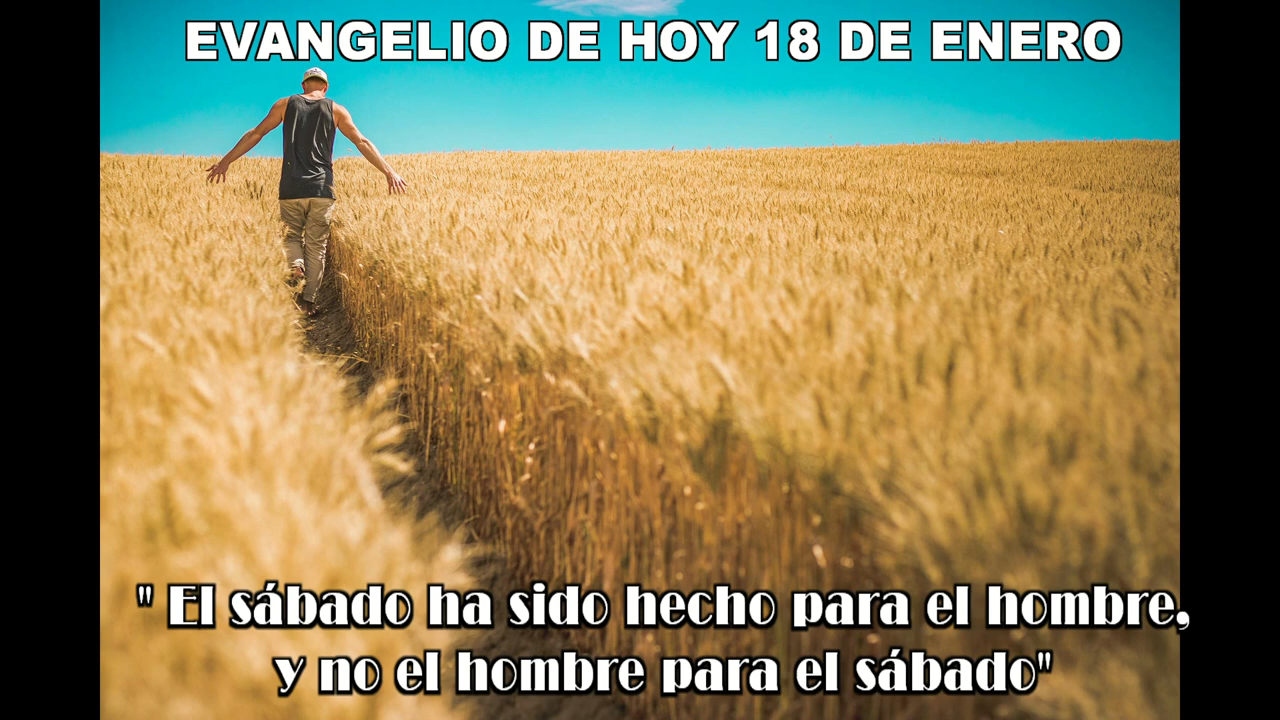 EVANGELIO DE HOY 18 DE ENERO
" El sábado ha sido hecho para el hombre,
y no el hombre para el sábado"